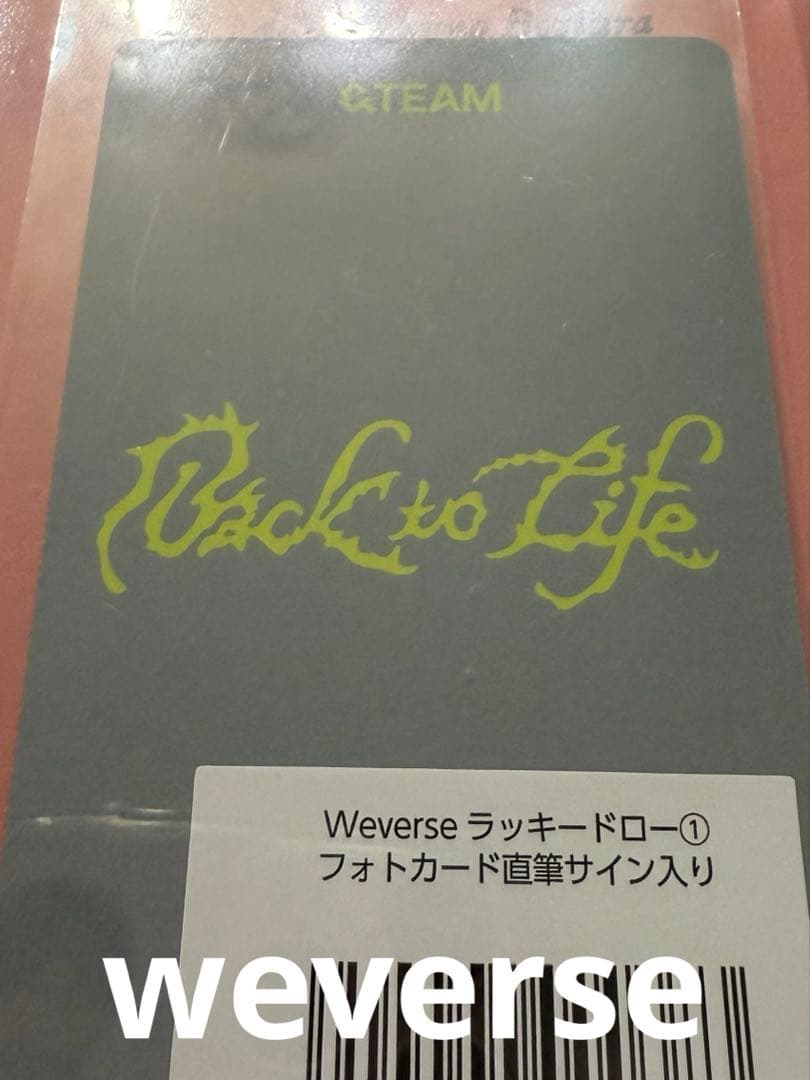 &TEAM
Back to Life
Weverse ラッキードロー①
フォトカード直筆サイン入り
weverse